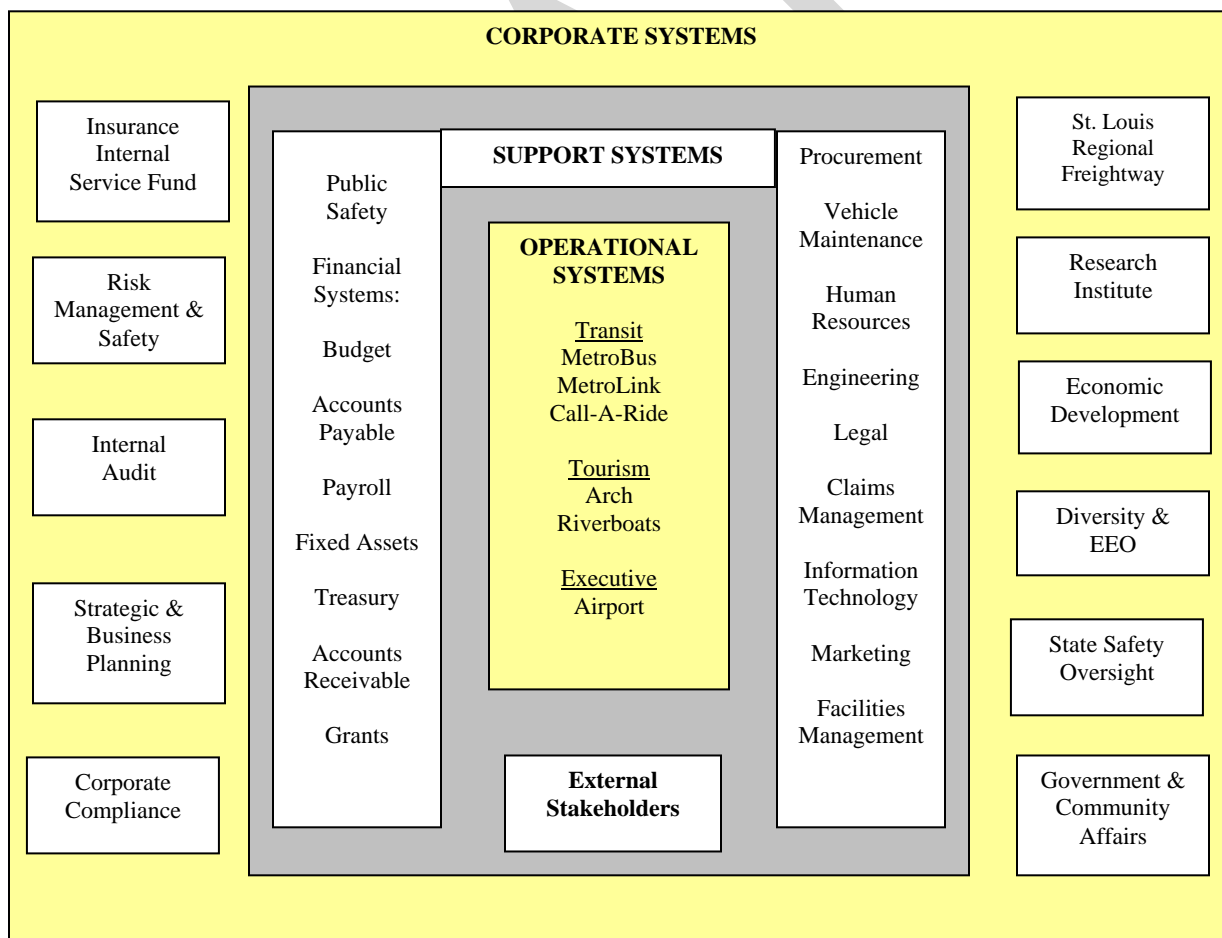 CORPORATE SYSTEMS
Insurance
Internal
Service Fund
Risk
Management &
Safety
Internal
Audit
Strategic &
Business
Planning
Corporate
Compliance
Public
Safety
Financial
Systems:
Budget
Accounts
Payable
Payroll
Fixed Assets
Treasury
Accounts
Receivable
Grants
SUPPORT SYSTEMS
OPERATIONAL
SYSTEMS
Transit
MetroBus
MetroLink
Call-A-Ride
Tourism
Arch
Riverboats
Executive
Airport
External
Stakeholders
Procurement
Vehicle
Maintenance
Human
Resources
Engineering
Legal
Claims
Management
Information
Technology
Marketing
Facilities
Management
St. Louis
Regional
Freightway
Research
Institute
Economic
Development
Diversity &
EEO
State Safety
Oversight
Government &
Community
Affairs